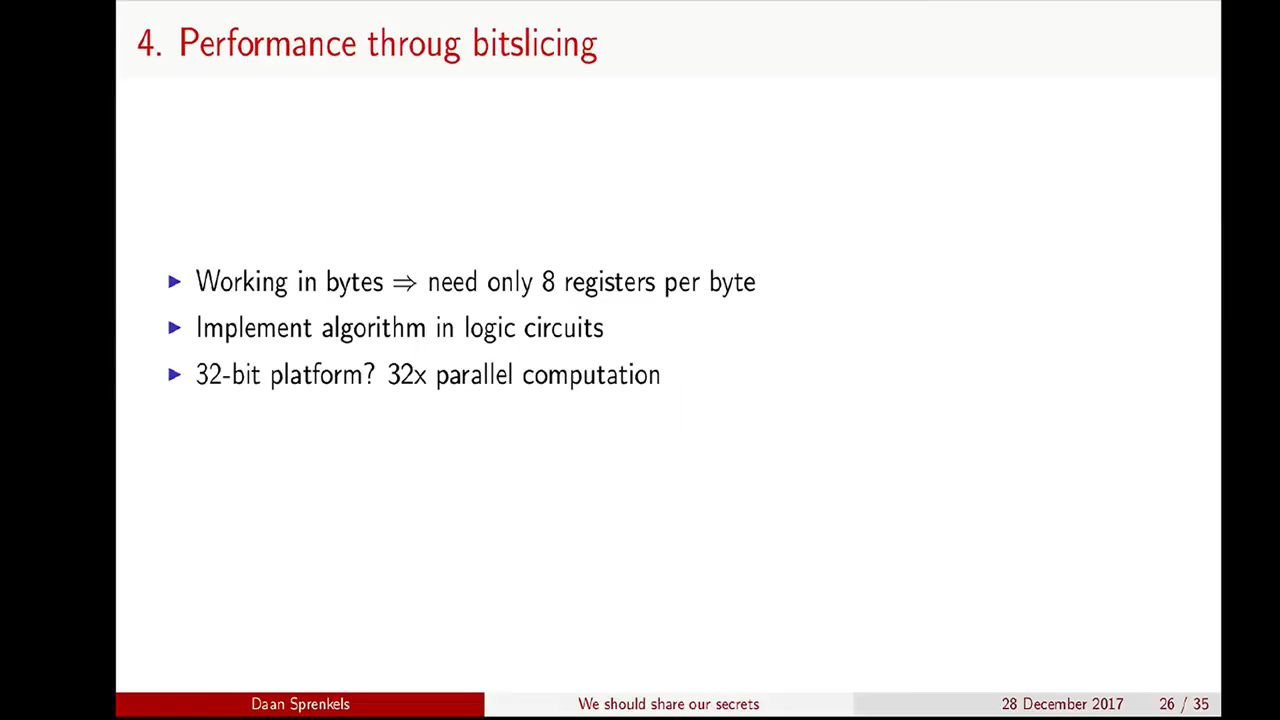 4. Performance throug bitslicing
▶ Working in bytes ⇒ need only 8 registers per byte
▶ Implement algorithm in logic circuits
▶ 32-bit platform? 32x parallel computation
Daan Sprenkels We should share our secrets 28 December 2017 26 / 35